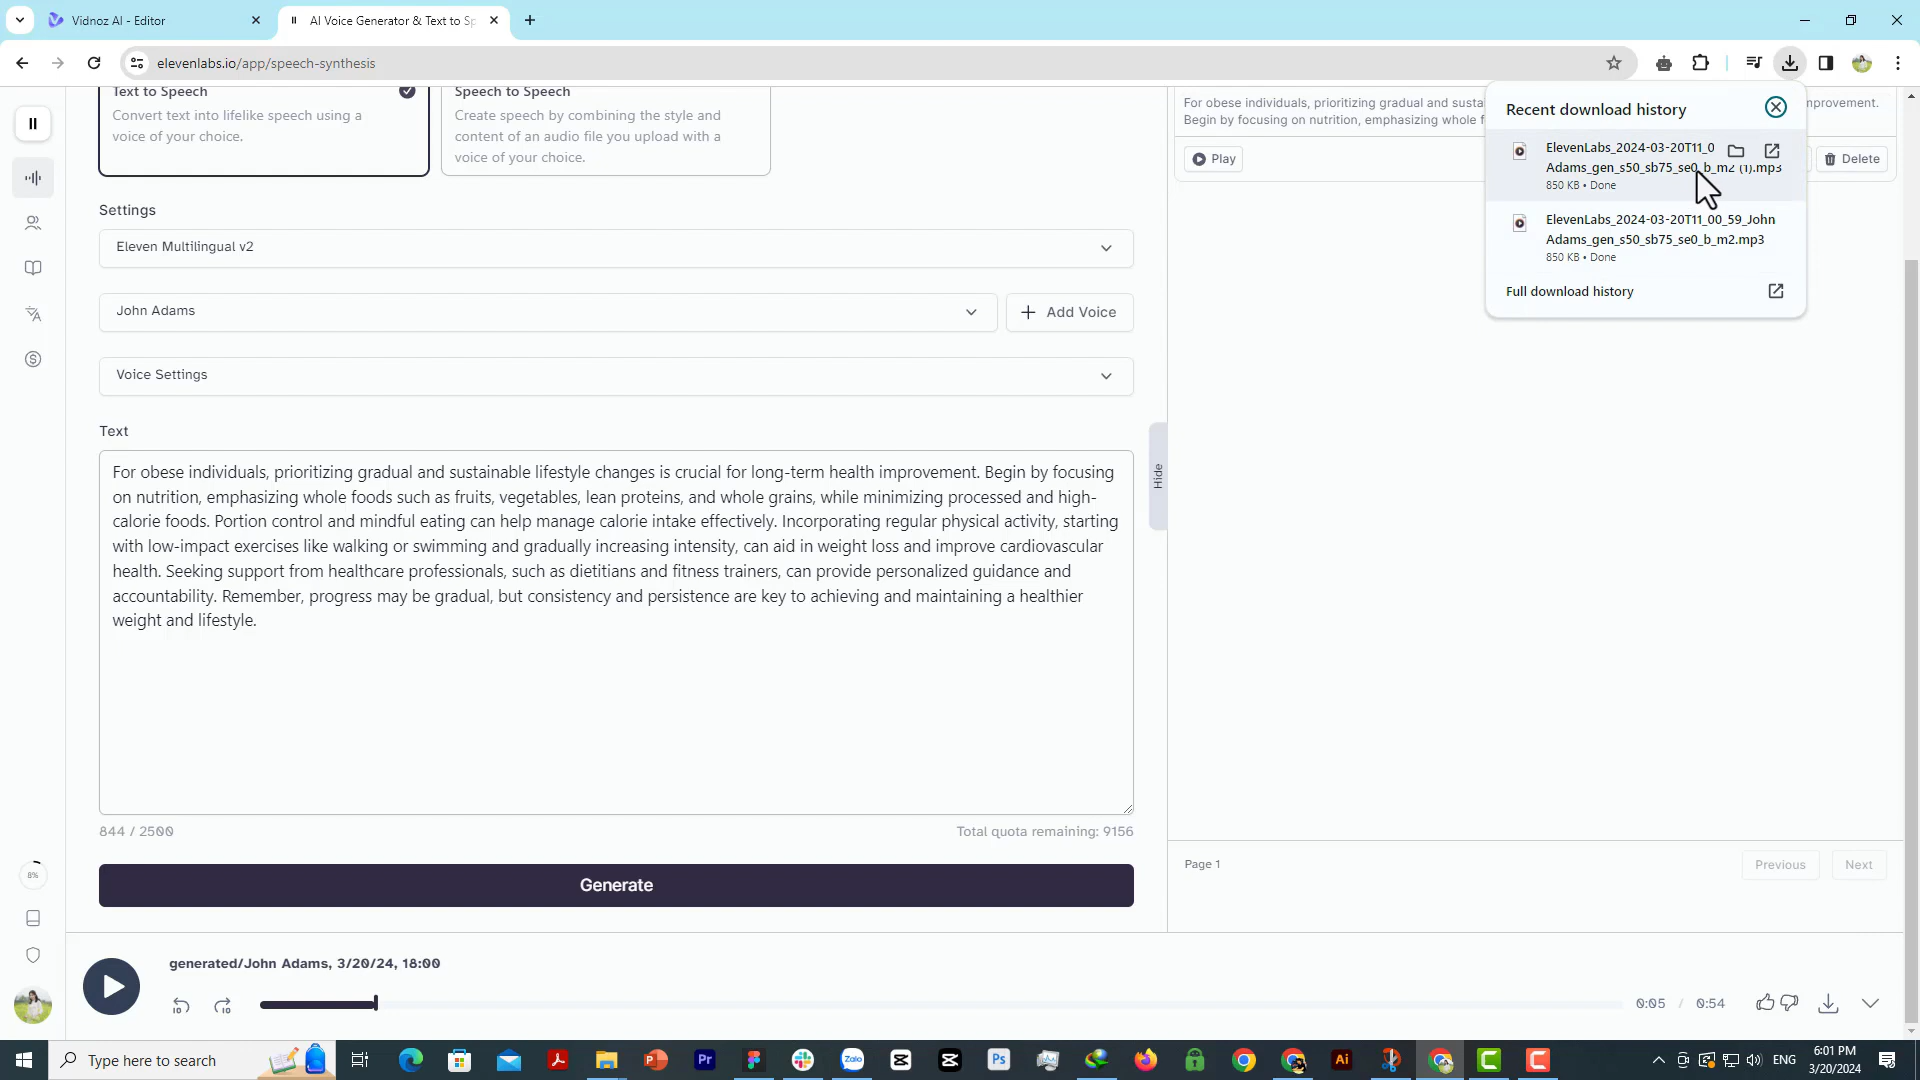 Vidnoz AI - Editor
AI Voice Generator & Text to Sp
elevenlabs.io/app/speech-synthesis
Text to Speech
Convert text into lifelike speech using a
voice of your choice.
Speech to Speech
Create speech by combining the style and
content of an audio file you upload with a
voice of your choice.
Settings
Eleven Multilingual v2
John Adams
Add Voice
Voice Settings
Text
For obese individuals, prioritizing gradual and sustainable lifestyle changes is crucial for long-term health improvement. Begin by focusing
on nutrition, emphasizing whole foods such as fruits, vegetables, lean proteins, and whole grains, while minimizing processed and high-
calorie foods. Portion control and mindful eating can help manage calorie intake effectively. Incorporating regular physical activity, starting
with low-impact exercises like walking or swimming and gradually increasing intensity, can aid in weight loss and improve cardiovascular
health. Seeking support from healthcare professionals, such as dietitians and fitness trainers, can provide personalized guidance and
accountability. Remember, progress may be gradual, but consistency and persistence are key to achieving and maintaining a healthier
weight and lifestyle.
844 / 2500
Total quota remaining: 9156
Generate
Hide
For obese individuals, prioritizing gradual and susta
provement.
Begin by focusing on nutrition, emphasizing whole f
Play
Delete
Recent download history
ElevenLabs_2024-03-20T11_0
Adams_gen_s50_sb75_se0_b_m2 (1).mp3
850 KB • Done
ElevenLabs_2024-03-20T11_00_59_John
Adams_gen_s50_sb75_se0_b_m2.mp3
850 KB • Done
Full download history
Page 1
Previous
Next
8%
generated/John Adams, 3/20/24, 18:00
10
10
0:05 / 0:54
Type here to search
Pr
Zalo
Ps
Ai
ENG
6:01 PM
3/20/2024